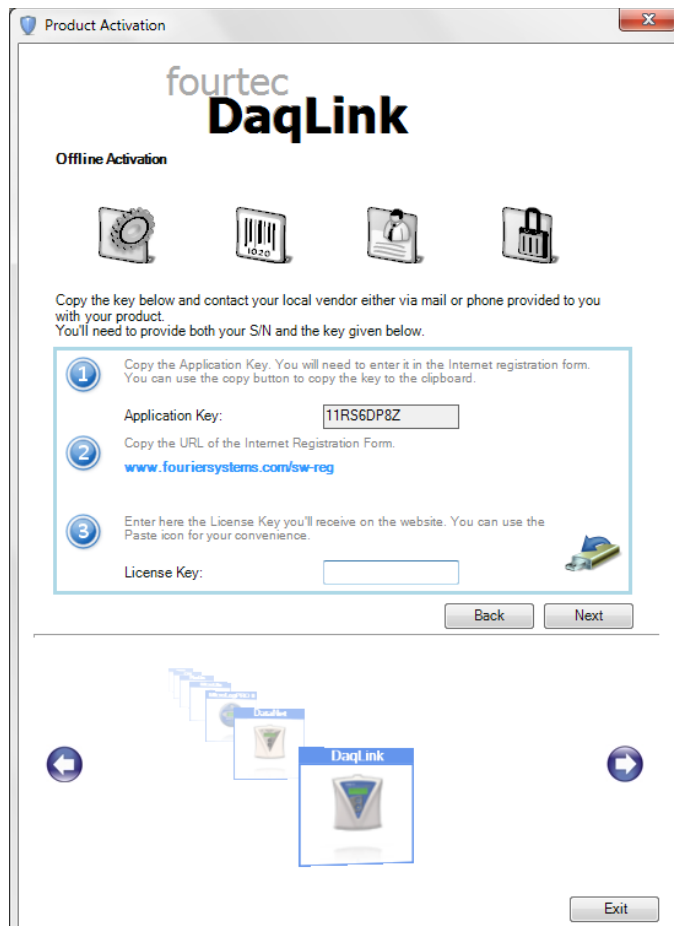 Product Activation
fourtec
DaqLink
Offline Activation
1020
Copy the key below and contact your local vendor either via mail or phone provided to you
with your product.
You'll need to provide both your S/N and the key given below.
1
Copy the Application Key. You will need to enter it in the Internet registration form.
You can use the copy button to copy the key to the clipboard.
Application Key: 11RS6DP8Z
2
Copy the URL of the Internet Registration Form.
www.fouriersystems.com/sw-reg
3
Enter here the License Key you'll receive on the website. You can use the
Paste icon for your convenience.
License Key:
Back Next
DataNet
DaqLink
Exit